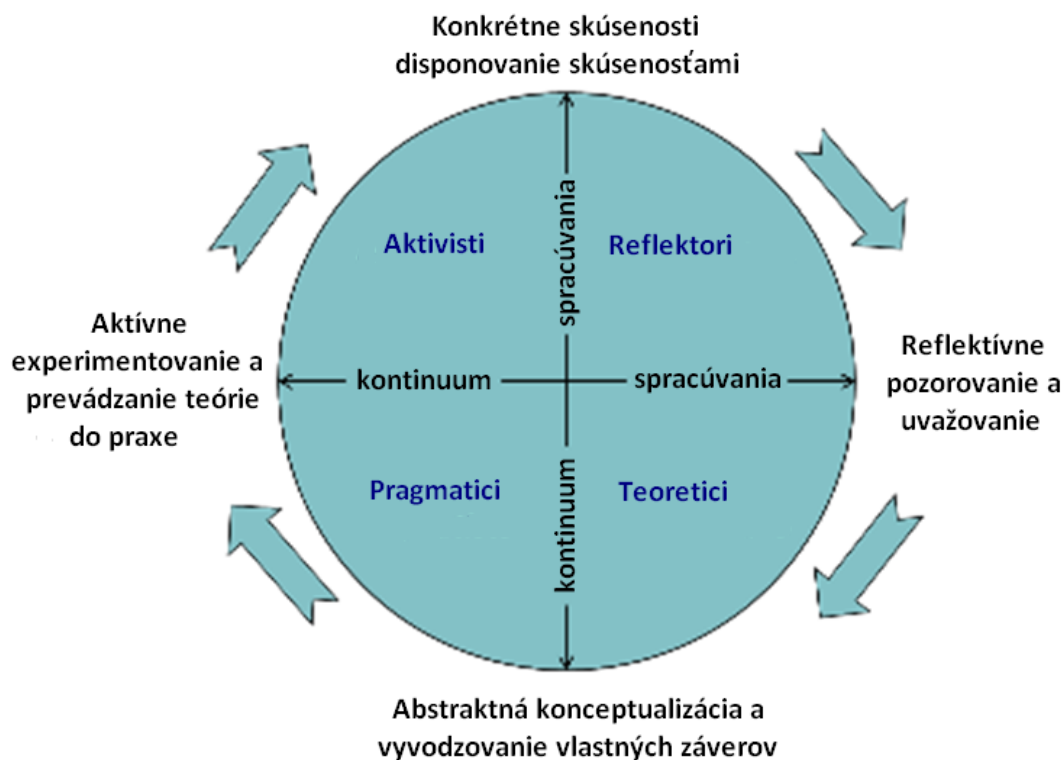 Konkrétne skúsenosti
disponovanie skúsenosťami
spracúvania
Aktivisti
Reflektori
Aktívne
experimentovanie a
prevádzanie teórie
do praxe
kontinuum
spracúvania
Reflektívne
pozorovanie a
uvažovanie
kontinuum
Pragmatici
Teoretici
Abstraktná konceptualizácia a
vyvodzovanie vlastných záverov